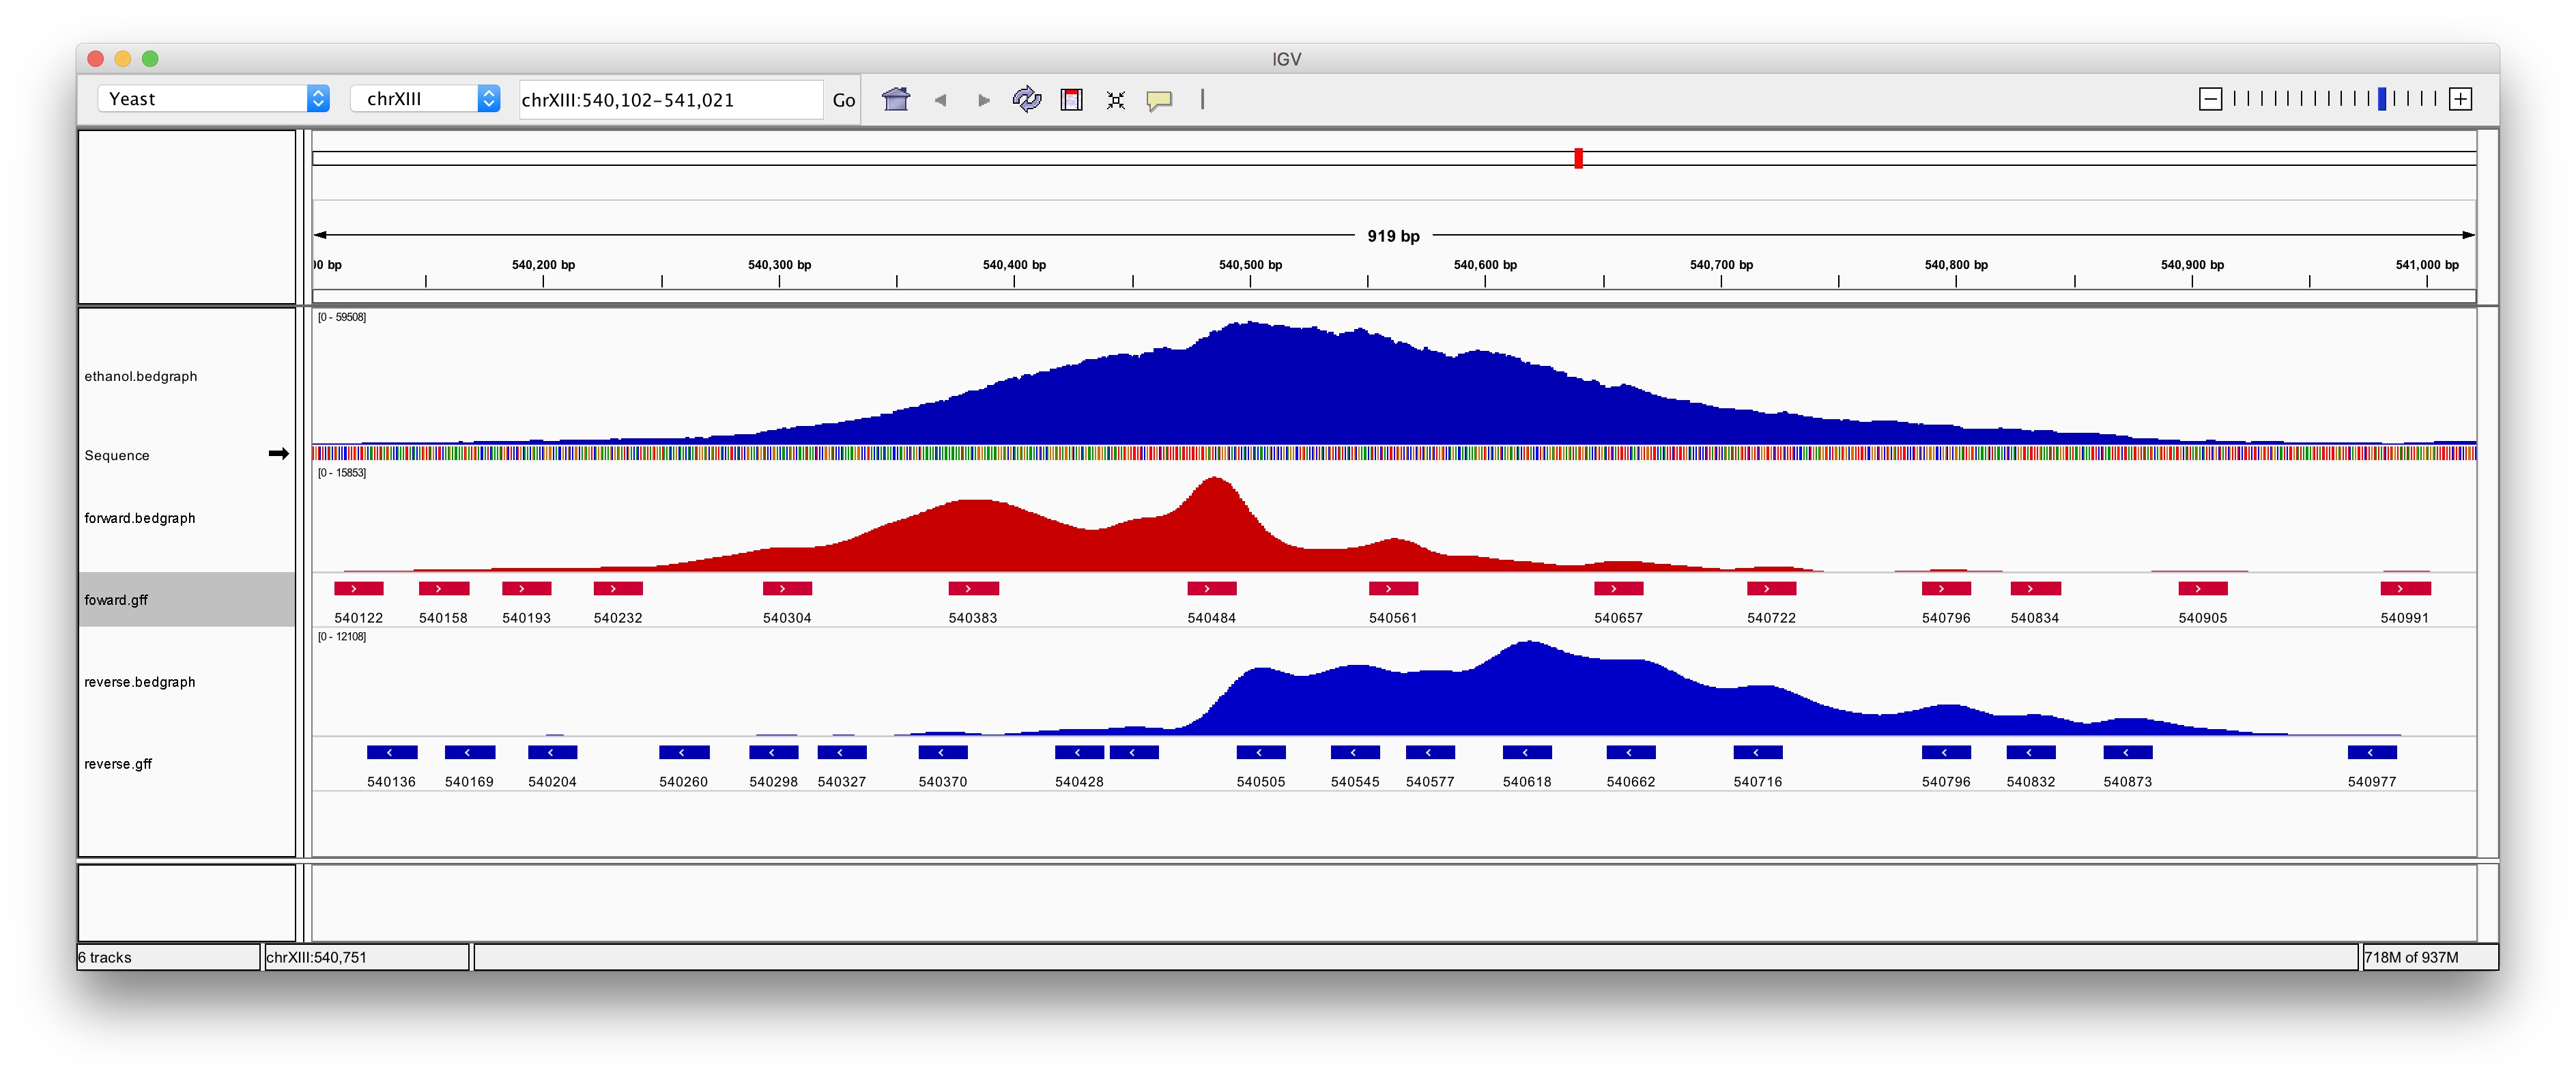 IGV
Yeast chrXIII chrXIII:540,102-541,021 Go
919 bp
00 bp 540,200 bp 540,300 bp 540,400 bp 540,500 bp 540,600 bp 540,700 bp 540,800 bp 540,900 bp 541,000 bp
[0 - 59508]
ethanol.bedgraph
Sequence
[0 - 15853]
forward.bedgraph
foward.gff
540122 540158 540193 540232 540304 540383 540484 540561 540657 540722 540796 540834 540905 540991
[0 - 12108]
reverse.bedgraph
reverse.gff
540136 540169 540204 540260 540298 540327 540370 540428 540505 540545 540577 540618 540662 540716 540796 540832 540873 540977
6 tracks chrXIII:540,751 718M of 937M